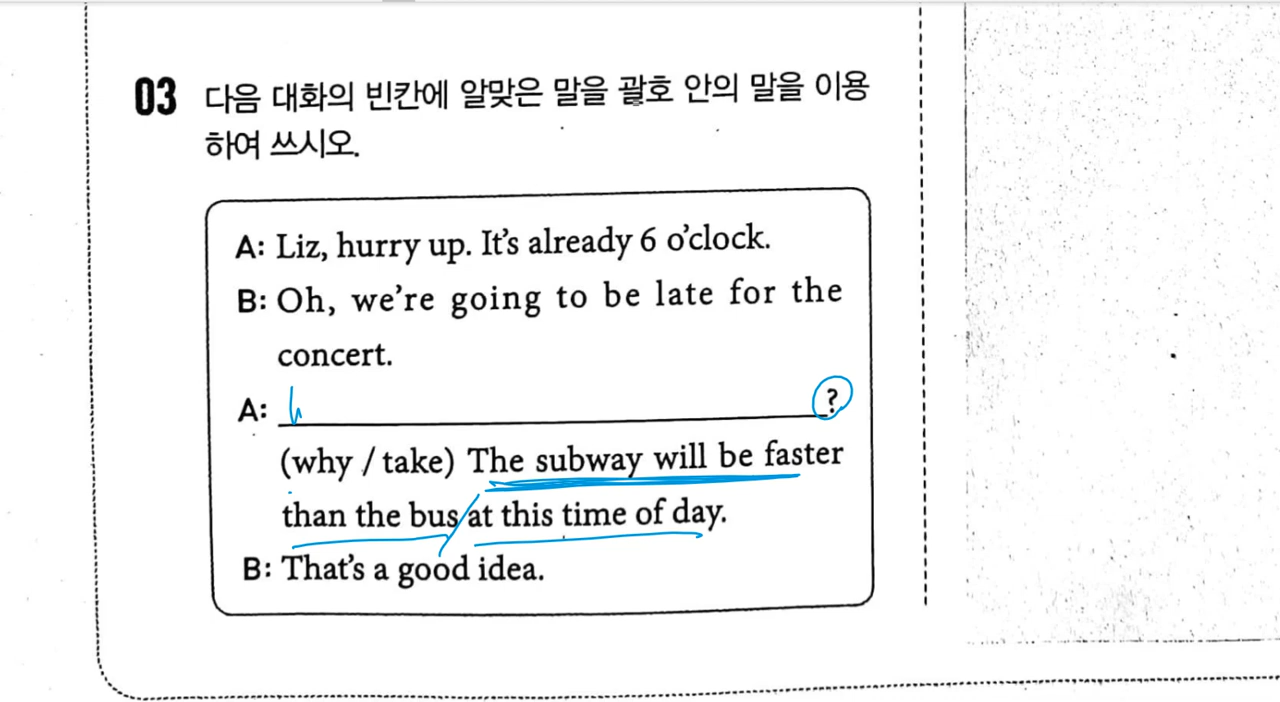 03 다음 대화의 빈칸에 알맞은 말을 괄호 안의 말을 이용
하여 쓰시오.
A: Liz, hurry up. It's already 6 o'clock.
B: Oh, we're going to be late for the
concert.
A: ?
(why / take) The subway will be faster
than the bus at this time of day.
B: That's a good idea.